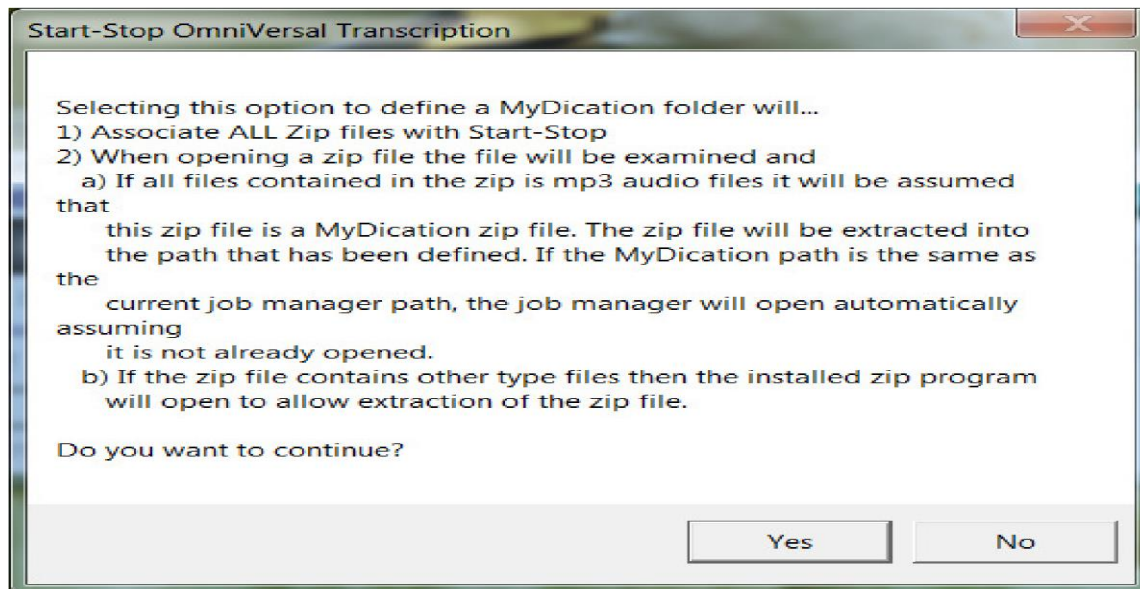 Start-Stop OmniVersal Transcription
Selecting this option to define a MyDication folder will...
1) Associate ALL Zip files with Start-Stop
2) When opening a zip file the file will be examined and
a) If all files contained in the zip is mp3 audio files it will be assumed
that
this zip file is a MyDication zip file. The zip file will be extracted into
the path that has been defined. If the MyDication path is the same as
the
current job manager path, the job manager will open automatically
assuming
it is not already opened.
b) If the zip file contains other type files then the installed zip program
will open to allow extraction of the zip file.
Do you want to continue?
Yes No